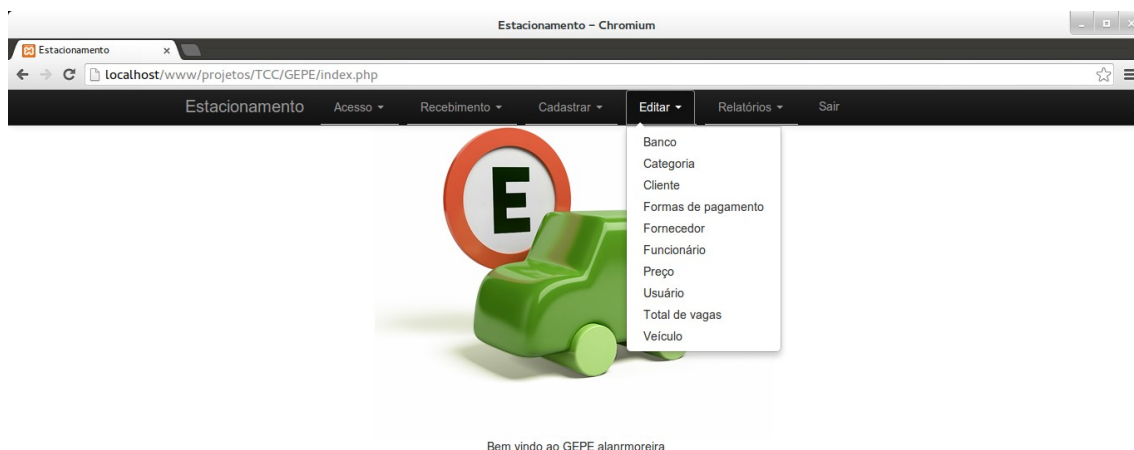 Estacionamento - Chromium
Estacionamento
localhost/www/projetos/TCC/GEPE/index.php
Estacionamento Acesso Recebimento Cadastrar Editar Relatórios Sair
Banco
Categoria
Cliente
Formas de pagamento
Fornecedor
Funcionário
Preço
Usuário
Total de vagas
Veículo
E
Bem vindo ao GEPE alanrmoreira